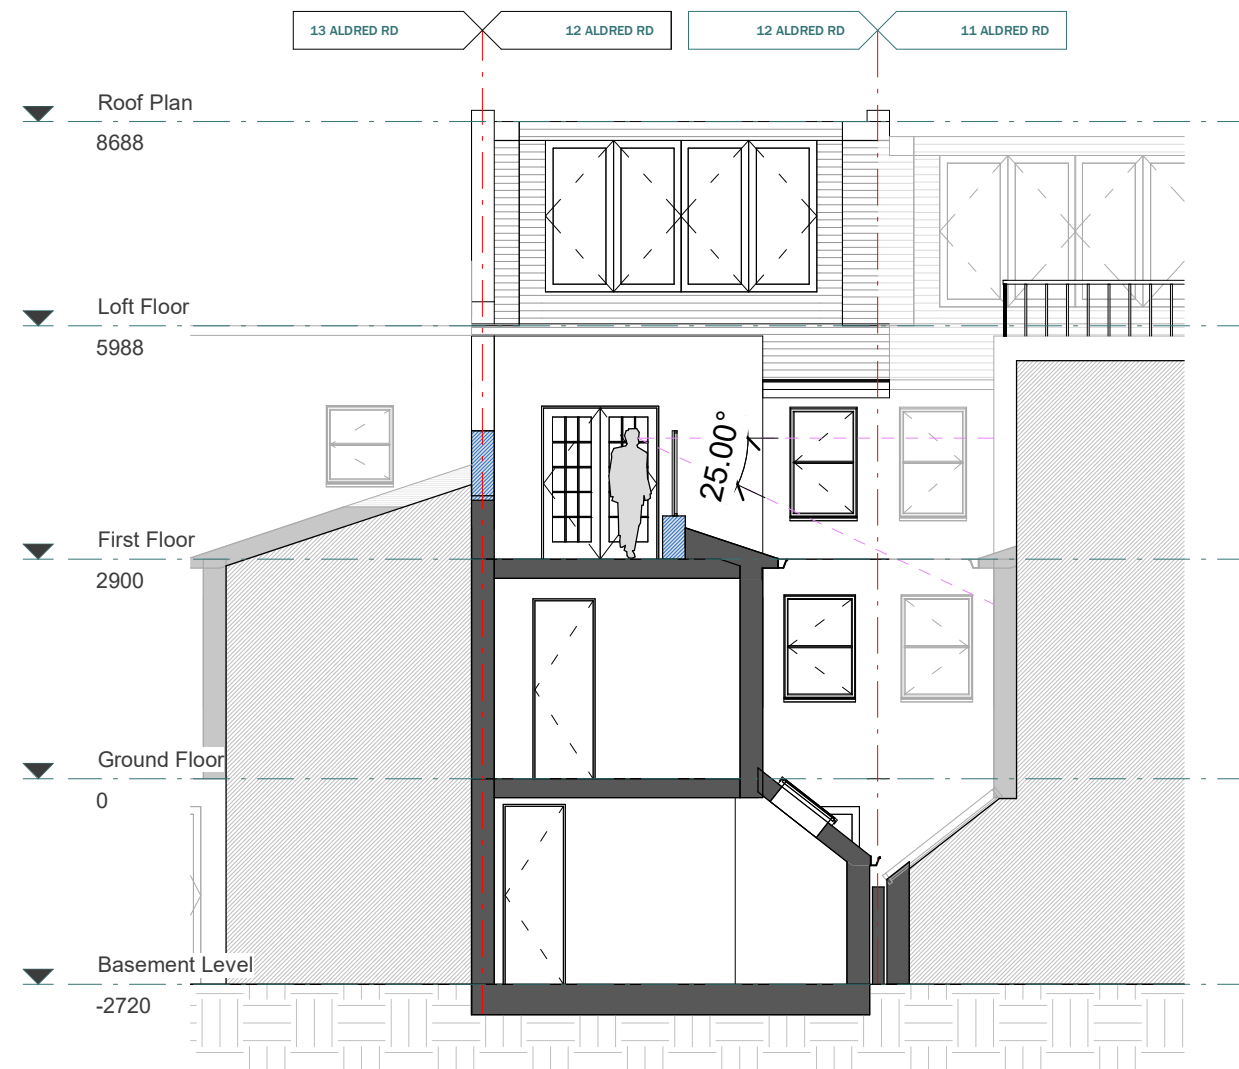 13 ALDRED RD
12 ALDRED RD
12 ALDRED RD
11 ALDRED RD
Roof Plan
8688
Loft Floor
5988
25.00°
First Floor
2900
Ground Floor
0
Basement Level
-2720